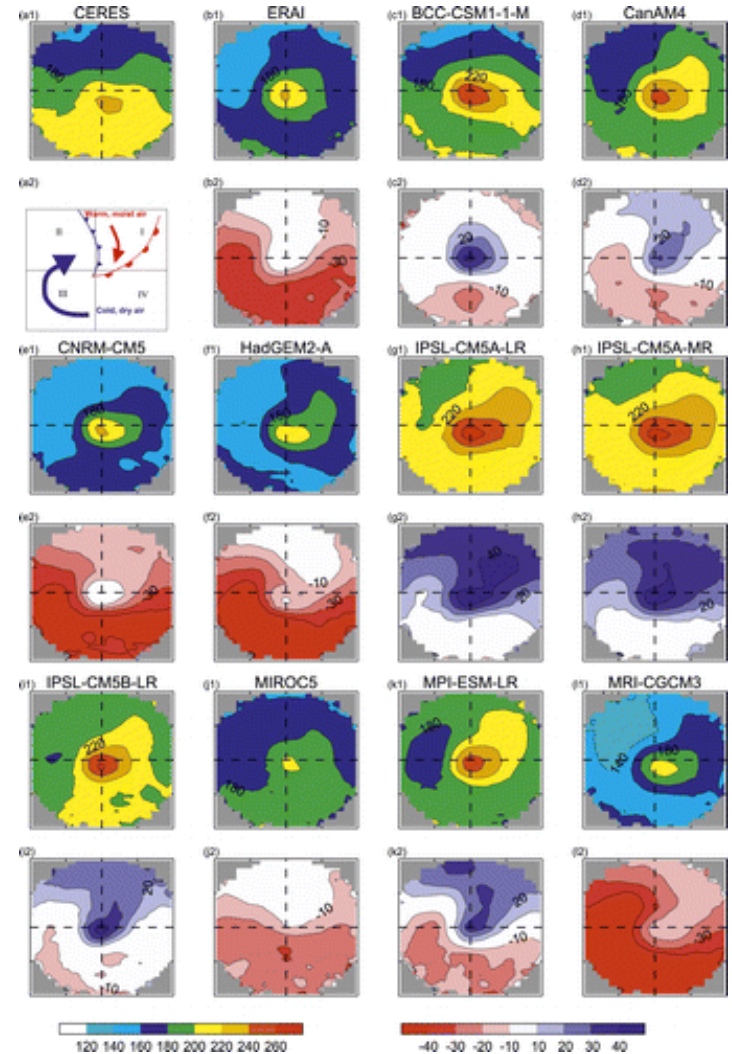 (a1) CERES (b1) ERAI (c1) BCC-CSM1-1-M (d1) CanAM4
180 180 220 180
(a2) (b2) (c2) (d2)
Warm, moist air
II I
III IV
Cold, dry air
-10 -30 20 -10 20 -10
(e1) CNRM-CM5 (f1) HadGEM2-A (g1) IPSL-CM5A-LR (h1) IPSL-CM5A-MR
180 180 220 220
(e2) (f2) (g2) (h2)
-30 -10 -30 40 20 20
(i1) IPSL-CM5B-LR (j1) MIROC5 (k1) MPI-ESM-LR (l1) MRI-CGCM3
220 180 180 140 180
(i2) (j2) (k2) (l2)
20 -10 -10 20 -10 -30
120 140 160 180 200 220 240 260
-40 -30 -20 -10 10 20 30 40